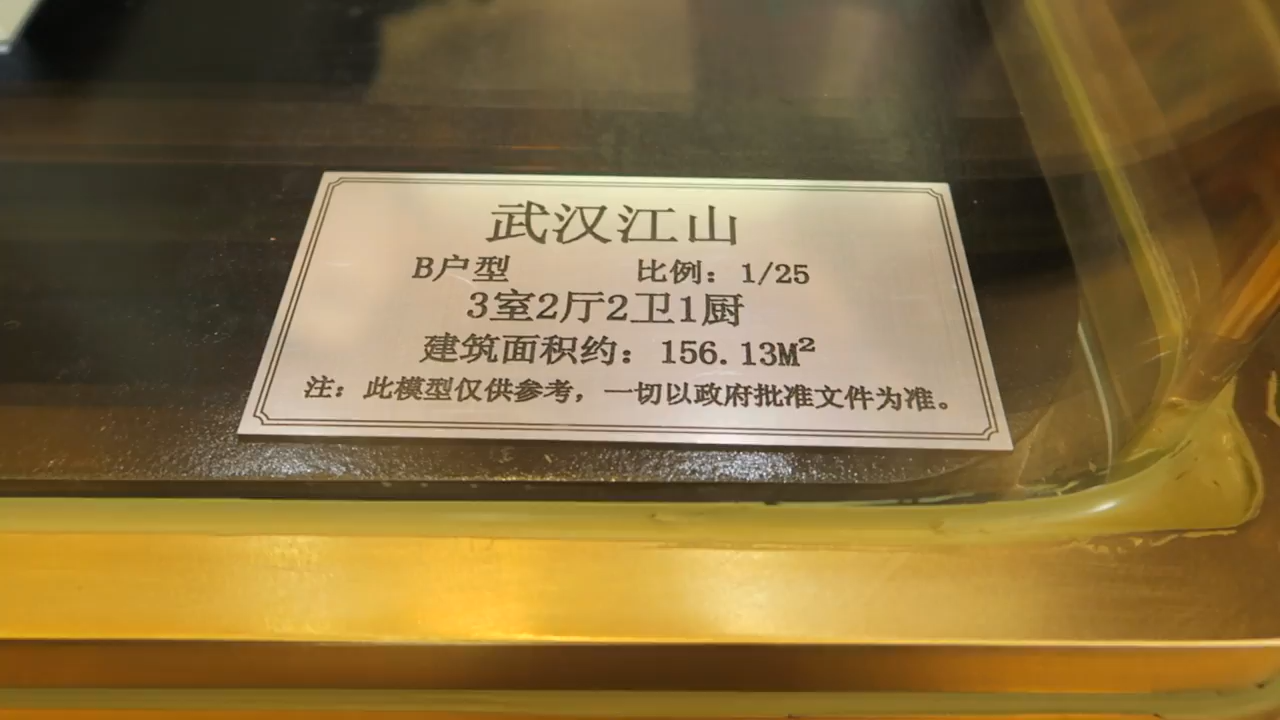 武汉江山
B户型 比例：1/25
3室2厅2卫1厨
建筑面积约：156.13M²
注：此模型仅供参考，一切以政府批准文件为准。